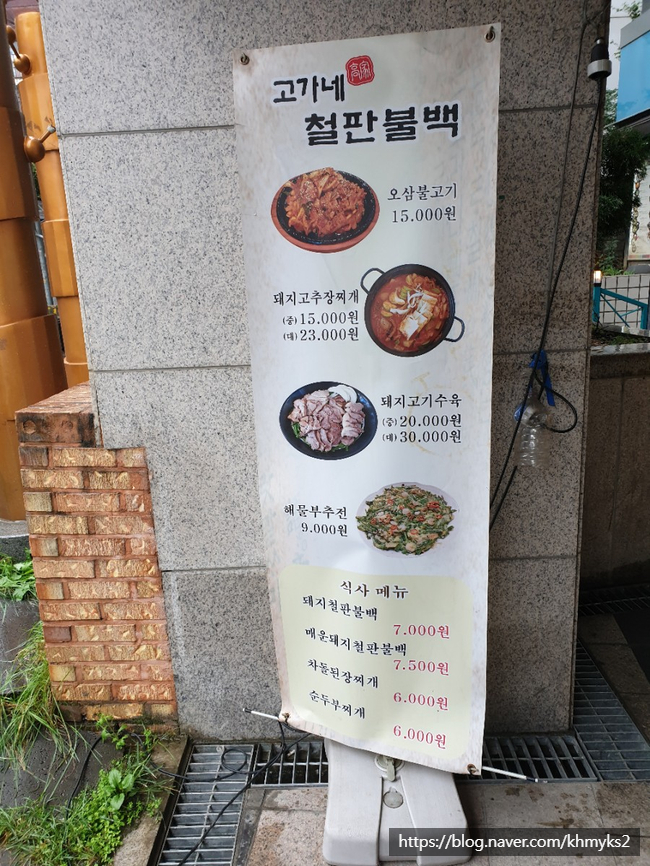 고가네
高家
철판불백
오삼불고기
15.000원
돼지고추장찌개
(중) 15.000원
(대) 23.000원
돼지고기수육
(중) 20.000원
(대) 30.000원
해물부추전
9.000원
식사 메뉴
돼지철판불백
7.000원
매운돼지철판불백
7.500원
차돌된장찌개
6.000원
순두부찌개
6.000원
https://blog.naver.com/khmyks2